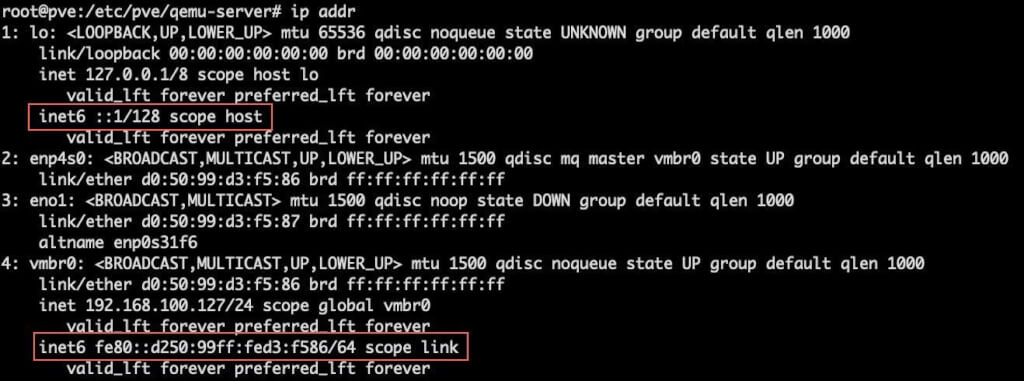 root@pve:/etc/pve/qemu-server# ip addr
1: lo: <LOOPBACK,UP,LOWER_UP> mtu 65536 qdisc noqueue state UNKNOWN group default qlen 1000
    link/loopback 00:00:00:00:00:00 brd 00:00:00:00:00:00
    inet 127.0.0.1/8 scope host lo
       valid_lft forever preferred_lft forever
    inet6 ::1/128 scope host
       valid_lft forever preferred_lft forever
2: enp4s0: <BROADCAST,MULTICAST,UP,LOWER_UP> mtu 1500 qdisc mq master vmbr0 state UP group default qlen 1000
    link/ether d0:50:99:d3:f5:86 brd ff:ff:ff:ff:ff:ff
3: eno1: <BROADCAST,MULTICAST> mtu 1500 qdisc noop state DOWN group default qlen 1000
    link/ether d0:50:99:d3:f5:87 brd ff:ff:ff:ff:ff:ff
    altname enp0s31f6
4: vmbr0: <BROADCAST,MULTICAST,UP,LOWER_UP> mtu 1500 qdisc noqueue state UP group default qlen 1000
    link/ether d0:50:99:d3:f5:86 brd ff:ff:ff:ff:ff:ff
    inet 192.168.100.127/24 scope global vmbr0
       valid_lft forever preferred_lft forever
    inet6 fe80::d250:99ff:fed3:f586/64 scope link
       valid_lft forever preferred_lft forever